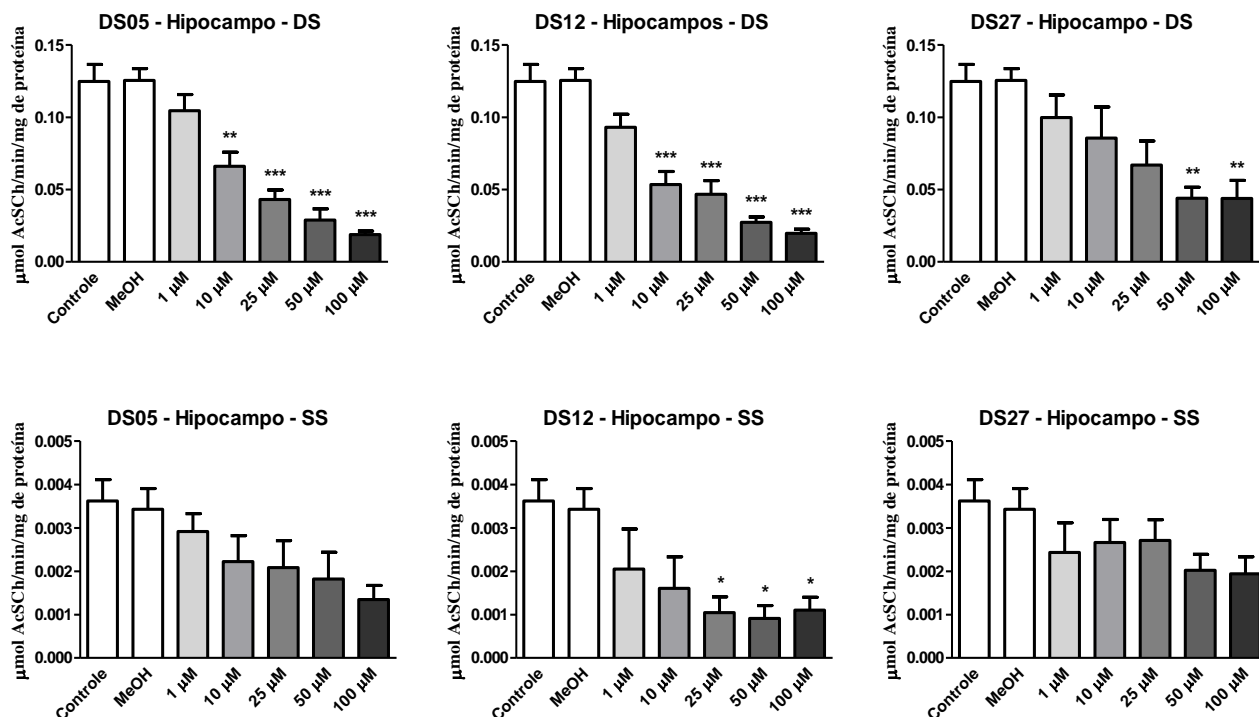 DS05 - Hipocampo - DS
µmol AcSCh/min/mg de proteína
0.15
0.10
0.05
0.00
**
***
***
***
Controle
MeOH
1 µM
10 µM
25 µM
50 µM
100 µM
DS12 - Hipocampos - DS
µmol AcSCh/min/mg de proteína
0.15
0.10
0.05
0.00
***
***
***
***
Controle
MeOH
1 µM
10 µM
25 µM
50 µM
100 µM
DS27 - Hipocampo - DS
µmol AcSCh/min/mg de proteína
0.15
0.10
0.05
0.00
**
**
Controle
MeOH
1 µM
10 µM
25 µM
50 µM
100 µM
DS05 - Hipocampo - SS
µmol AcSCh/min/mg de proteína
0.005
0.004
0.003
0.002
0.001
0.000
Controle
MeOH
1 µM
10 µM
25 µM
50 µM
100 µM
DS12 - Hipocampo - SS
µmol AcSCh/min/mg de proteína
0.005
0.004
0.003
0.002
0.001
0.000
*
*
*
Controle
MeOH
1 µM
10 µM
25 µM
50 µM
100 µM
DS27 - Hipocampo - SS
µmol AcSCh/min/mg de proteína
0.005
0.004
0.003
0.002
0.001
0.000
Controle
MeOH
1 µM
10 µM
25 µM
50 µM
100 µM